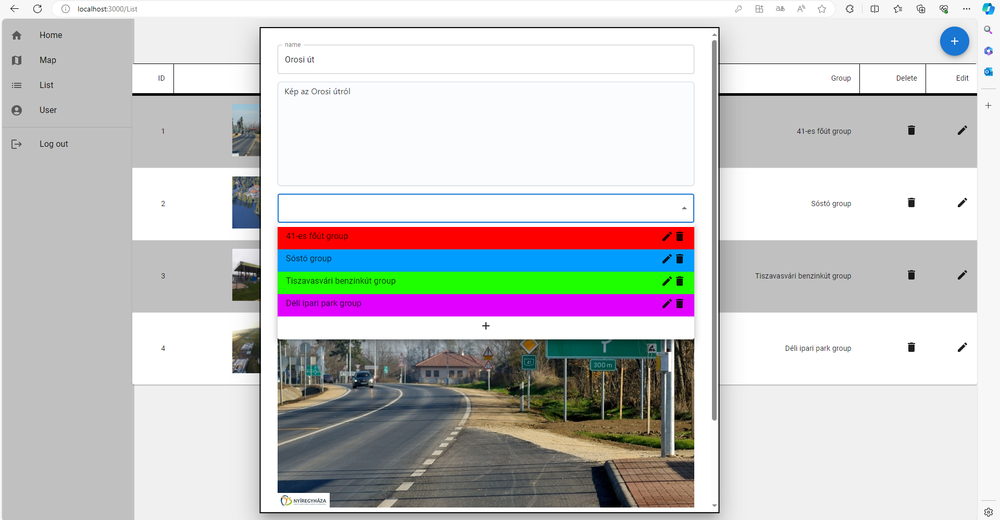 localhost:3000/List
Home
Map
List
User
Log out
ID
Group
Delete
Edit
1
41-es főút group
2
Sóstó group
3
Tiszavasvári benzinkút group
4
Déli ipari park group
name
Orosi út
Kép az Orosi útról
41-es főút group
Sóstó group
Tiszavasvári benzinkút group
Déli ipari park group
41
300 m
NYÍREGYHÁZA